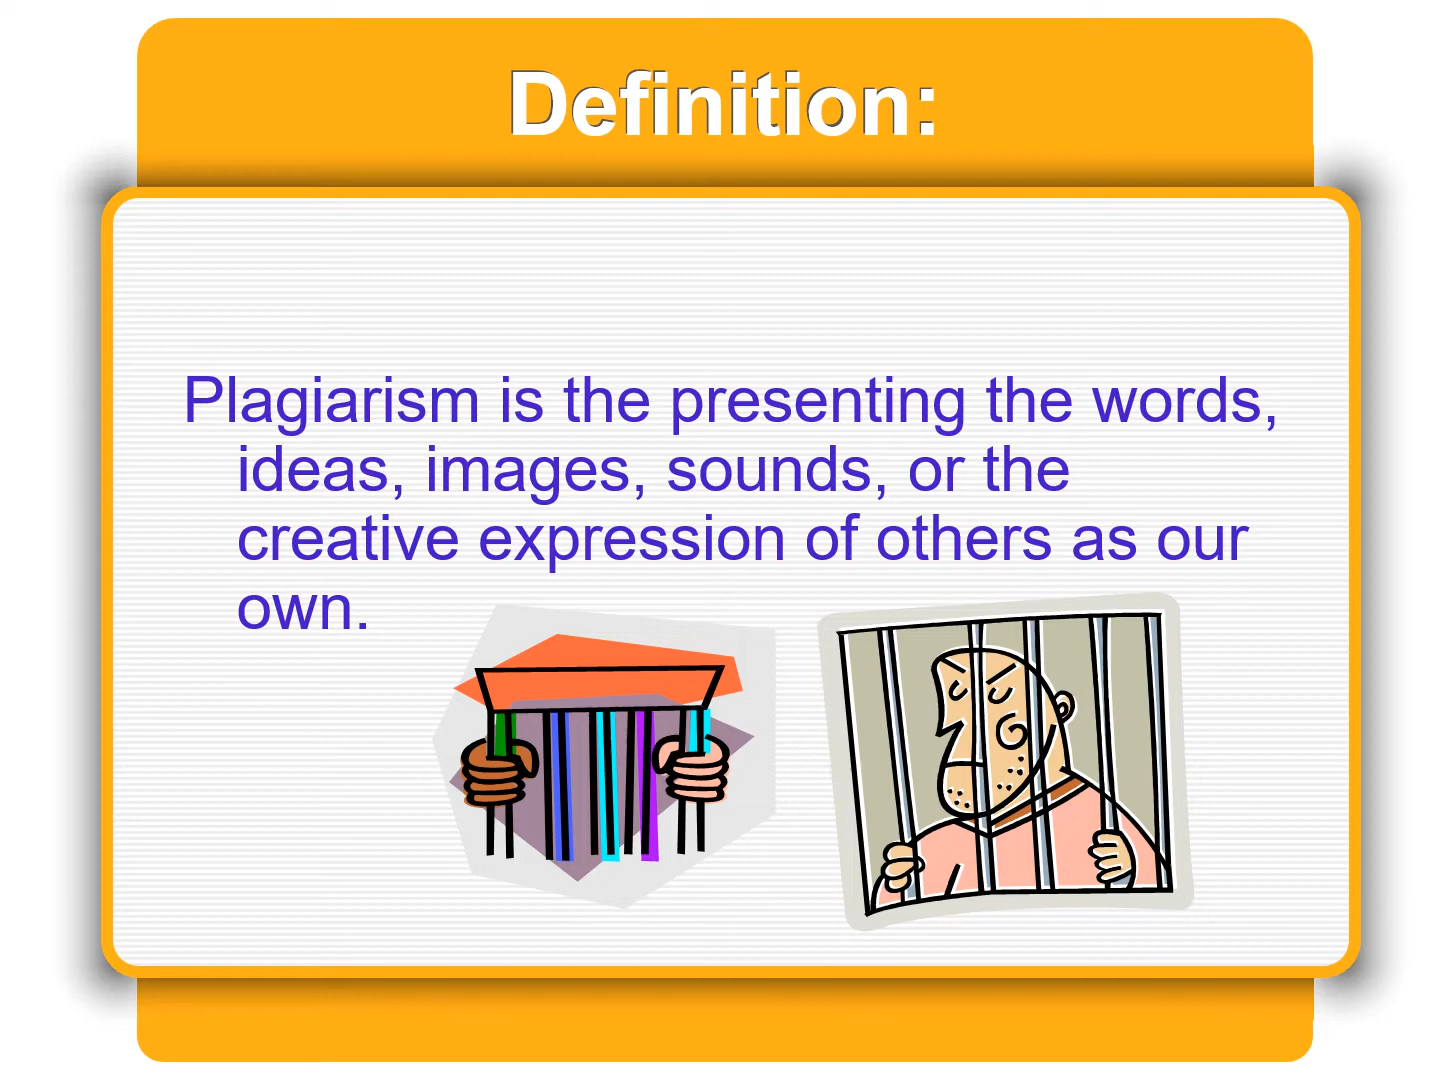 Definition:
Plagiarism is the presenting the words,
ideas, images, sounds, or the
creative expression of others as our
own.